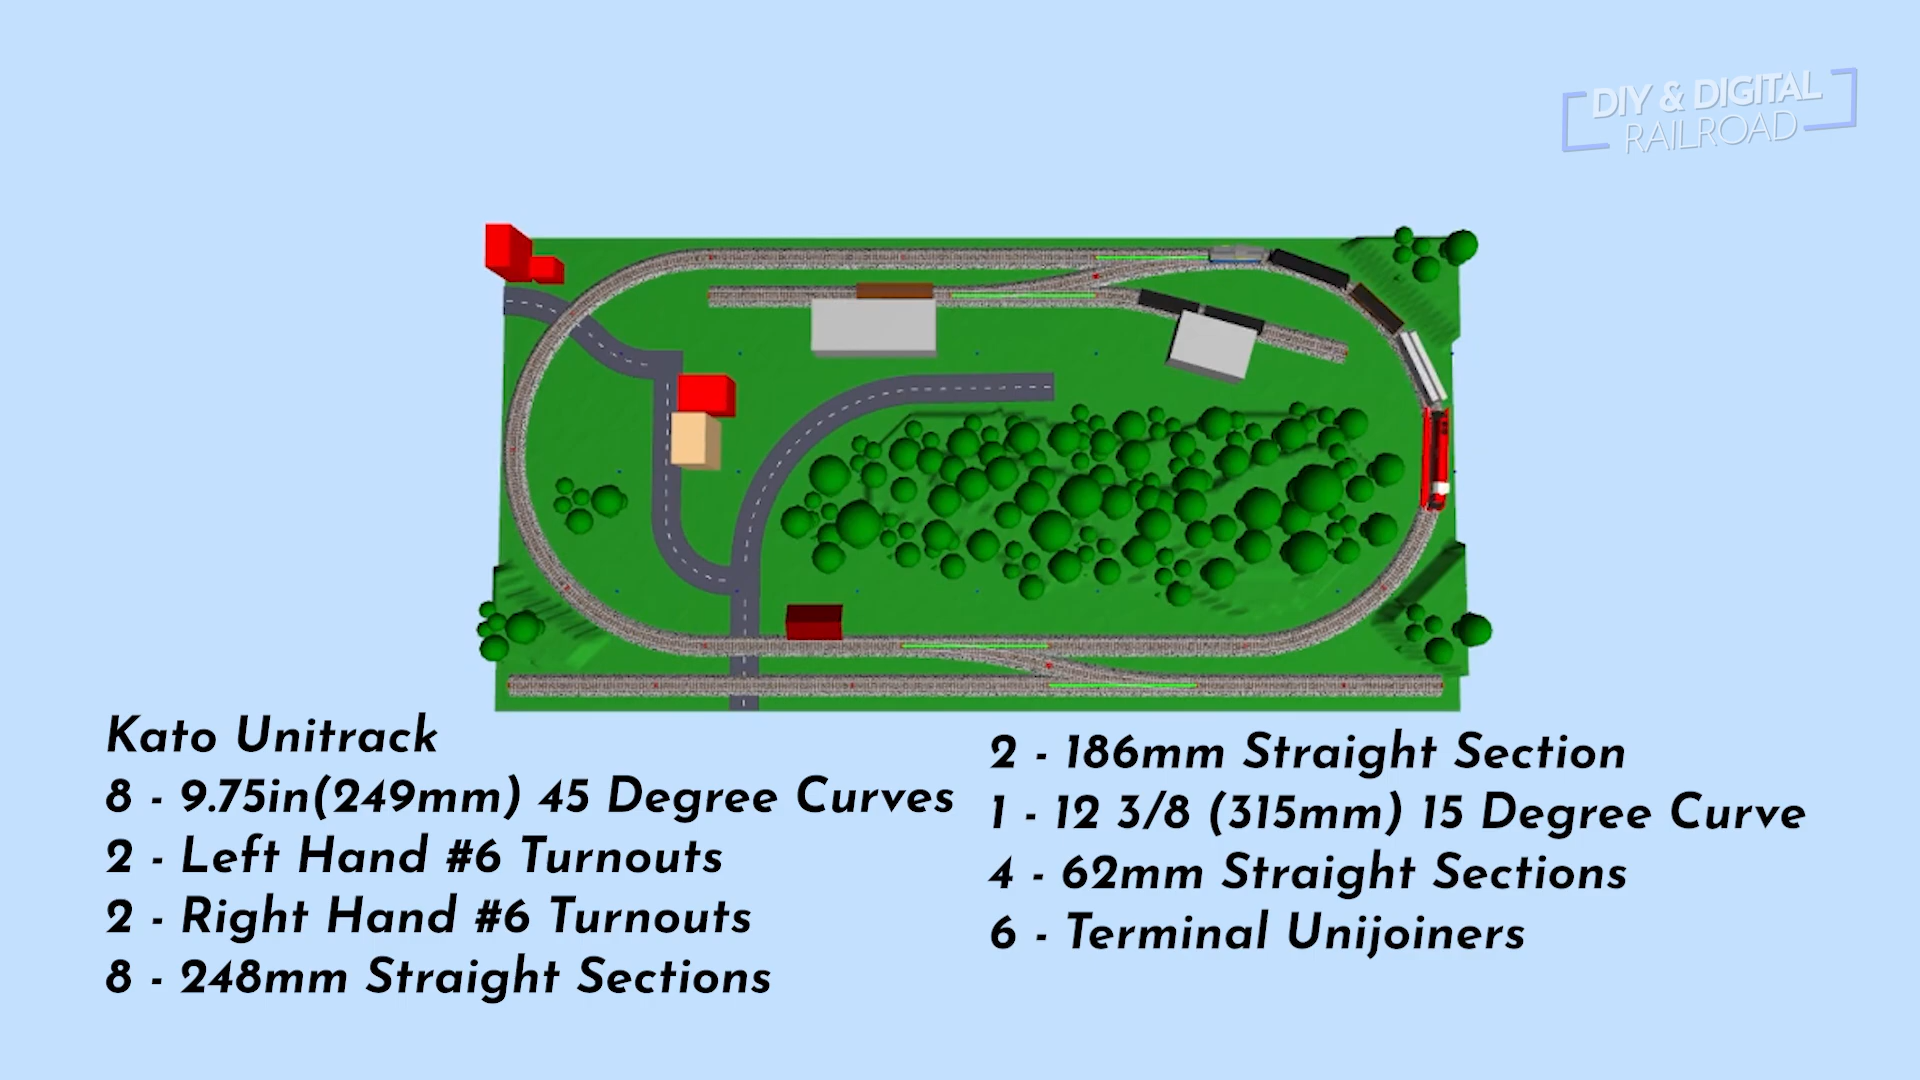 DIY & DIGITAL
RAILROAD
Kato Unitrack
8 - 9.75in(249mm) 45 Degree Curves
2 - Left Hand #6 Turnouts
2 - Right Hand #6 Turnouts
8 - 248mm Straight Sections
2 - 186mm Straight Section
1 - 12 3/8 (315mm) 15 Degree Curve
4 - 62mm Straight Sections
6 - Terminal Unijoiners